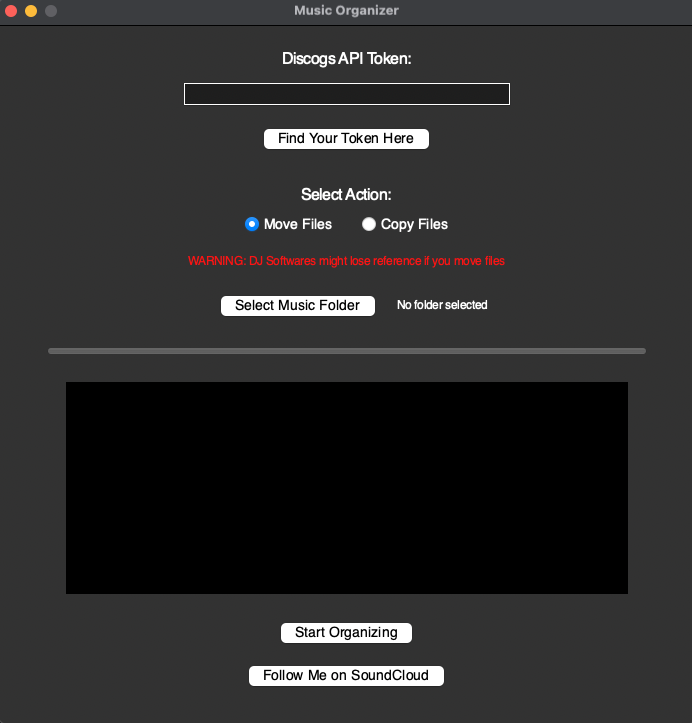 Music Organizer
Discogs API Token:
Find Your Token Here
Select Action:
Move Files Copy Files
WARNING: DJ Softwares might lose reference if you move files
Select Music Folder No folder selected
Start Organizing
Follow Me on SoundCloud